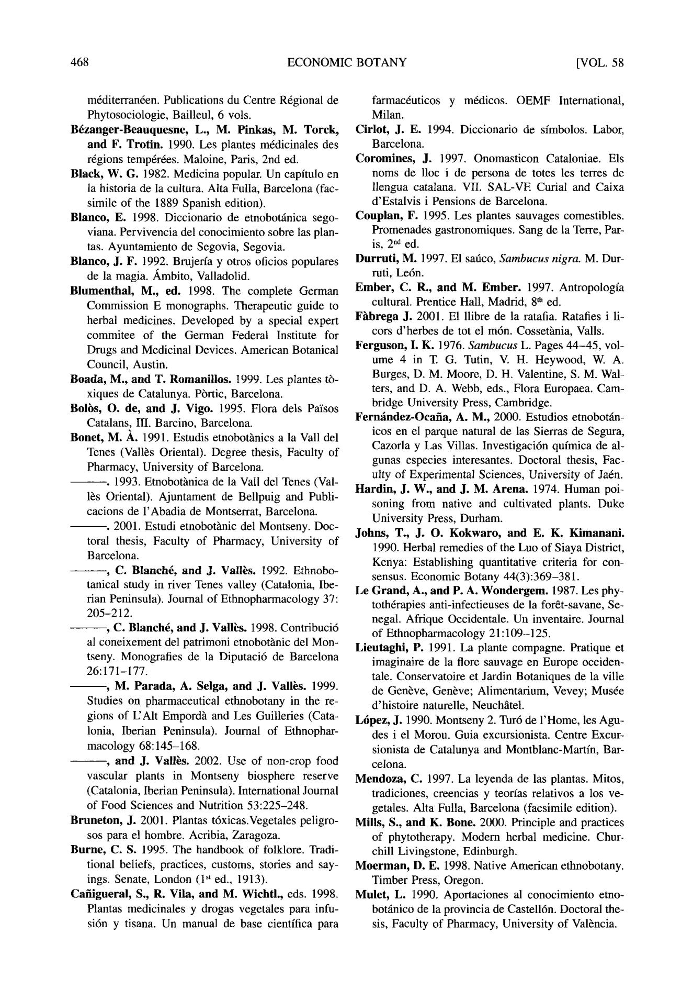 468
ECONOMIC BOTANY
[VOL. 58
méditerranéen. Publications du Centre Régional de
Phytosociologie, Bailleul, 6 vols.
Bézanger-Beauquesne, L., M. Pinkas, M. Torck,
and F. Trotin. 1990. Les plantes médicinales des
régions tempérées. Maloine, Paris, 2nd ed.
Black, W. G. 1982. Medicina popular. Un capítulo en
la historia de la cultura. Alta Fulla, Barcelona (fac-
simile of the 1889 Spanish edition).
Blanco, E. 1998. Diccionario de etnobotánica sego-
viana. Pervivencia del conocimiento sobre las plan-
tas. Ayuntamiento de Segovia, Segovia.
Blanco, J. F. 1992. Brujería y otros oficios populares
de la magia. Ámbito, Valladolid.
Blumenthal, M., ed. 1998. The complete German
Commission E monographs. Therapeutic guide to
herbal medicines. Developed by a special expert
commitee of the German Federal Institute for
Drugs and Medicinal Devices. American Botanical
Council, Austin.
Boada, M., and T. Romanillos. 1999. Les plantes tò-
xiques de Catalunya. Pòrtic, Barcelona.
Bolòs, O. de, and J. Vigo. 1995. Flora dels Països
Catalans, III. Barcino, Barcelona.
Bonet, M. À. 1991. Estudis etnobotànics a la Vall del
Tenes (Vallès Oriental). Degree thesis, Faculty of
Pharmacy, University of Barcelona.
———. 1993. Etnobotànica de la Vall del Tenes (Val-
lès Oriental). Ajuntament de Bellpuig and Publi-
cacions de l'Abadia de Montserrat, Barcelona.
———. 2001. Estudi etnobotànic del Montseny. Doc-
toral thesis, Faculty of Pharmacy, University of
Barcelona.
———, C. Blanché, and J. Vallès. 1992. Ethnobo-
tanical study in river Tenes valley (Catalonia, Ibe-
rian Peninsula). Journal of Ethnopharmacology 37:
205–212.
———, C. Blanché, and J. Vallès. 1998. Contribució
al coneixement del patrimoni etnobotànic del Mon-
tseny. Monografies de la Diputació de Barcelona
26:171–177.
———, M. Parada, A. Selga, and J. Vallès. 1999.
Studies on pharmaceutical ethnobotany in the re-
gions of L'Alt Empordà and Les Guilleries (Cata-
lonia, Iberian Peninsula). Journal of Ethnophar-
macology 68:145–168.
———, and J. Vallès. 2002. Use of non-crop food
vascular plants in Montseny biosphere reserve
(Catalonia, Iberian Peninsula). International Journal
of Food Sciences and Nutrition 53:225–248.
Bruneton, J. 2001. Plantas tóxicas.Vegetales peligro-
sos para el hombre. Acribia, Zaragoza.
Burne, C. S. 1995. The handbook of folklore. Tradi-
tional beliefs, practices, customs, stories and say-
ings. Senate, London (1st ed., 1913).
Cañigueral, S., R. Vila, and M. Wichtl., eds. 1998.
Plantas medicinales y drogas vegetales para infu-
sión y tisana. Un manual de base científica para
farmacéuticos y médicos. OEMF International,
Milan.
Cirlot, J. E. 1994. Diccionario de símbolos. Labor,
Barcelona.
Coromines, J. 1997. Onomasticon Cataloniae. Els
noms de lloc i de persona de totes les terres de
llengua catalana. VII. SAL-VE. Curial and Caixa
d'Estalvis i Pensions de Barcelona.
Couplan, F. 1995. Les plantes sauvages comestibles.
Promenades gastronomiques. Sang de la Terre, Par-
is, 2nd ed.
Durruti, M. 1997. El saúco, Sambucus nigra. M. Dur-
ruti, León.
Ember, C. R., and M. Ember. 1997. Antropología
cultural. Prentice Hall, Madrid, 8th ed.
Fàbrega J. 2001. El llibre de la ratafia. Ratafies i li-
cors d'herbes de tot el món. Cossetània, Valls.
Ferguson, I. K. 1976. Sambucus L. Pages 44–45, vol-
ume 4 in T. G. Tutin, V. H. Heywood, W. A.
Burges, D. M. Moore, D. H. Valentine, S. M. Wal-
ters, and D. A. Webb, eds., Flora Europaea. Cam-
bridge University Press, Cambridge.
Fernández-Ocaña, A. M., 2000. Estudios etnobotán-
icos en el parque natural de las Sierras de Segura,
Cazorla y Las Villas. Investigación química de al-
gunas especies interesantes. Doctoral thesis, Fac-
ulty of Experimental Sciences, University of Jaén.
Hardin, J. W., and J. M. Arena. 1974. Human poi-
soning from native and cultivated plants. Duke
University Press, Durham.
Johns, T., J. O. Kokwaro, and E. K. Kimanani.
1990. Herbal remedies of the Luo of Siaya District,
Kenya: Establishing quantitative criteria for con-
sensus. Economic Botany 44(3):369–381.
Le Grand, A., and P. A. Wondergem. 1987. Les phy-
tothérapies anti-infectieuses de la forêt-savane, Se-
negal. Afrique Occidentale. Un inventaire. Journal
of Ethnopharmacology 21:109–125.
Lieutaghi, P. 1991. La plante compagne. Pratique et
imaginaire de la flore sauvage en Europe occiden-
tale. Conservatoire et Jardin Botaniques de la ville
de Genève, Genève; Alimentarium, Vevey; Musée
d'histoire naturelle, Neuchâtel.
López, J. 1990. Montseny 2. Turó de l'Home, les Agu-
des i el Morou. Guia excursionista. Centre Excur-
sionista de Catalunya and Montblanc-Martín, Bar-
celona.
Mendoza, C. 1997. La leyenda de las plantas. Mitos,
tradiciones, creencias y teorías relativos a los ve-
getales. Alta Fulla, Barcelona (facsimile edition).
Mills, S., and K. Bone. 2000. Principle and practices
of phytotherapy. Modern herbal medicine. Chur-
chill Livingstone, Edinburgh.
Moerman, D. E. 1998. Native American ethnobotany.
Timber Press, Oregon.
Mulet, L. 1990. Aportaciones al conocimiento etno-
botánico de la provincia de Castellón. Doctoral the-
sis, Faculty of Pharmacy, University of València.